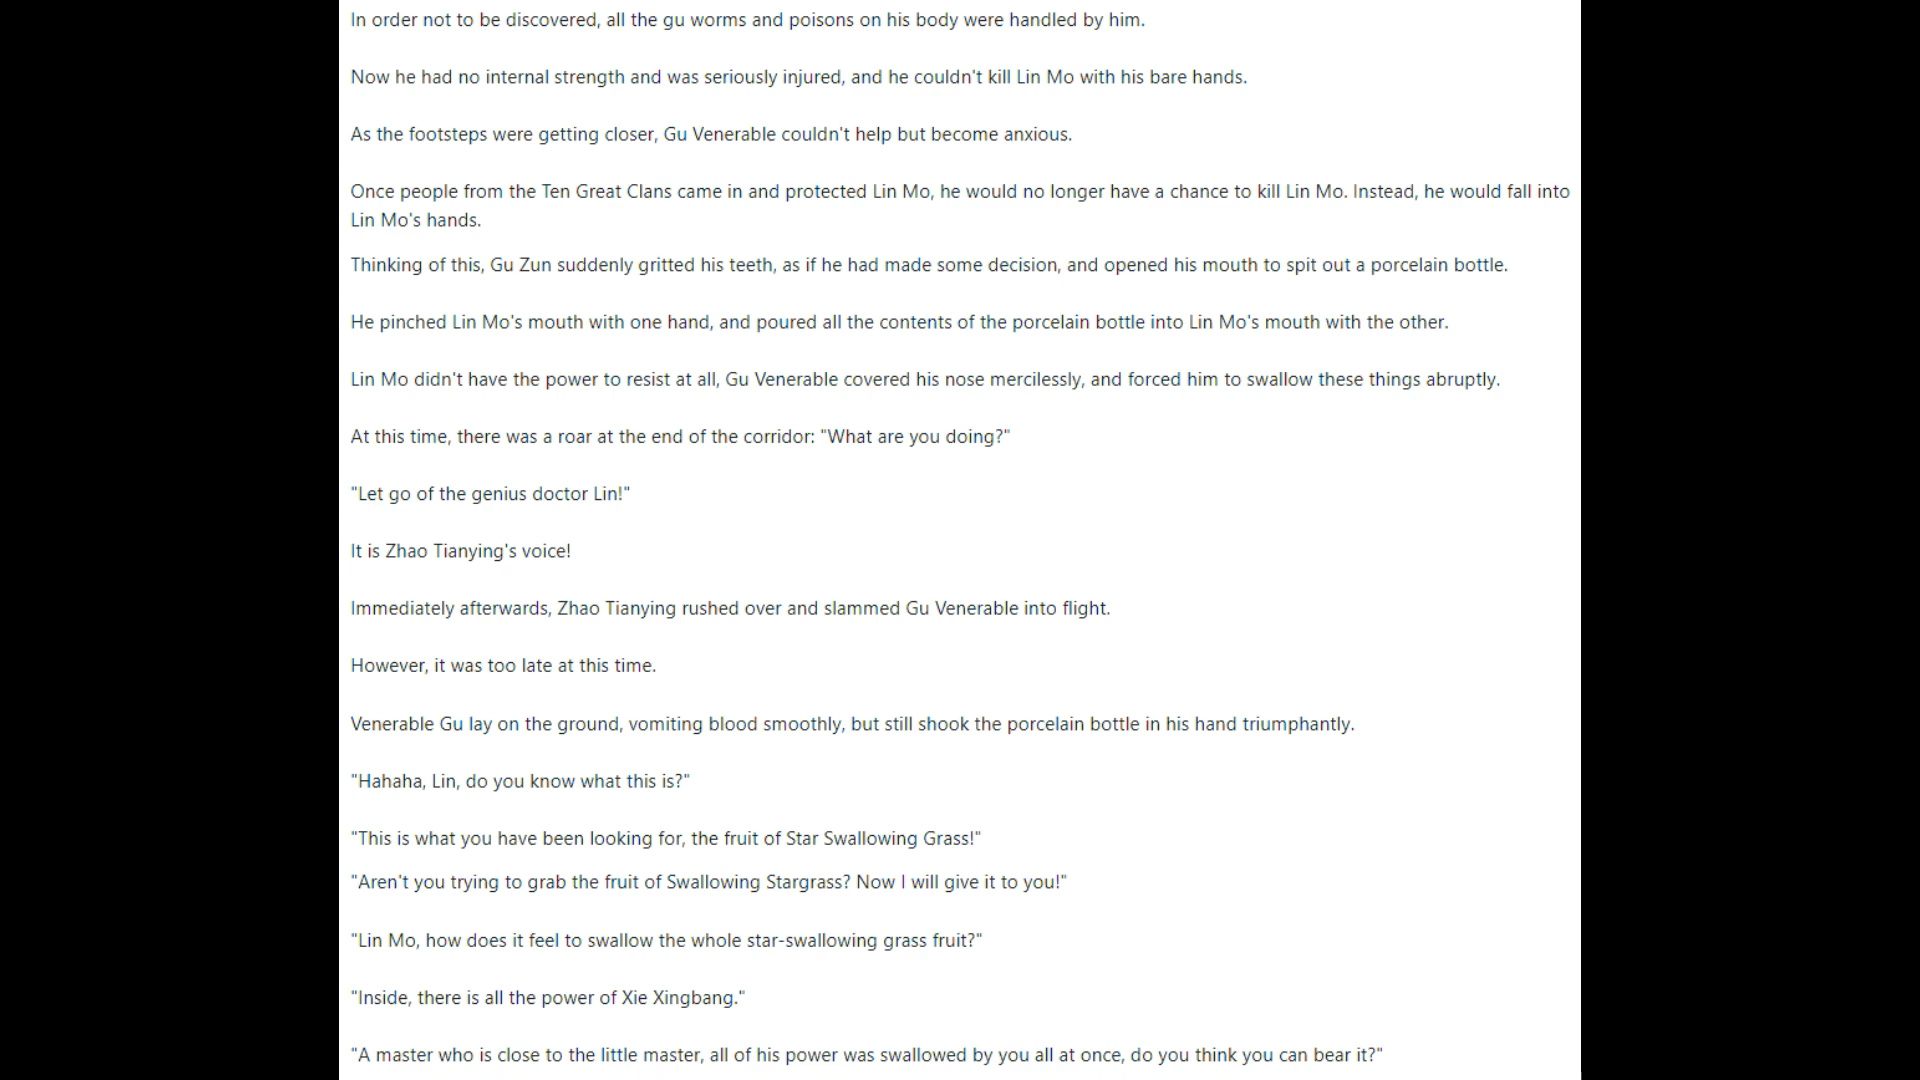 In order not to be discovered, all the gu worms and poisons on his body were handled by him.
Now he had no internal strength and was seriously injured, and he couldn't kill Lin Mo with his bare hands.
As the footsteps were getting closer, Gu Venerable couldn't help but become anxious.
Once people from the Ten Great Clans came in and protected Lin Mo, he would no longer have a chance to kill Lin Mo. Instead, he would fall into
Lin Mo's hands.
Thinking of this, Gu Zun suddenly gritted his teeth, as if he had made some decision, and opened his mouth to spit out a porcelain bottle.
He pinched Lin Mo's mouth with one hand, and poured all the contents of the porcelain bottle into Lin Mo's mouth with the other.
Lin Mo didn't have the power to resist at all, Gu Venerable covered his nose mercilessly, and forced him to swallow these things abruptly.
At this time, there was a roar at the end of the corridor: "What are you doing?"
"Let go of the genius doctor Lin!"
It is Zhao Tianying's voice!
Immediately afterwards, Zhao Tianying rushed over and slammed Gu Venerable into flight.
However, it was too late at this time.
Venerable Gu lay on the ground, vomiting blood smoothly, but still shook the porcelain bottle in his hand triumphantly.
"Hahaha, Lin, do you know what this is?"
"This is what you have been looking for, the fruit of Star Swallowing Grass!"
"Aren't you trying to grab the fruit of Swallowing Stargrass? Now I will give it to you!"
"Lin Mo, how does it feel to swallow the whole star-swallowing grass fruit?"
"Inside, there is all the power of Xie Xingbang."
"A master who is close to the little master, all of his power was swallowed by you all at once, do you think you can bear it?"